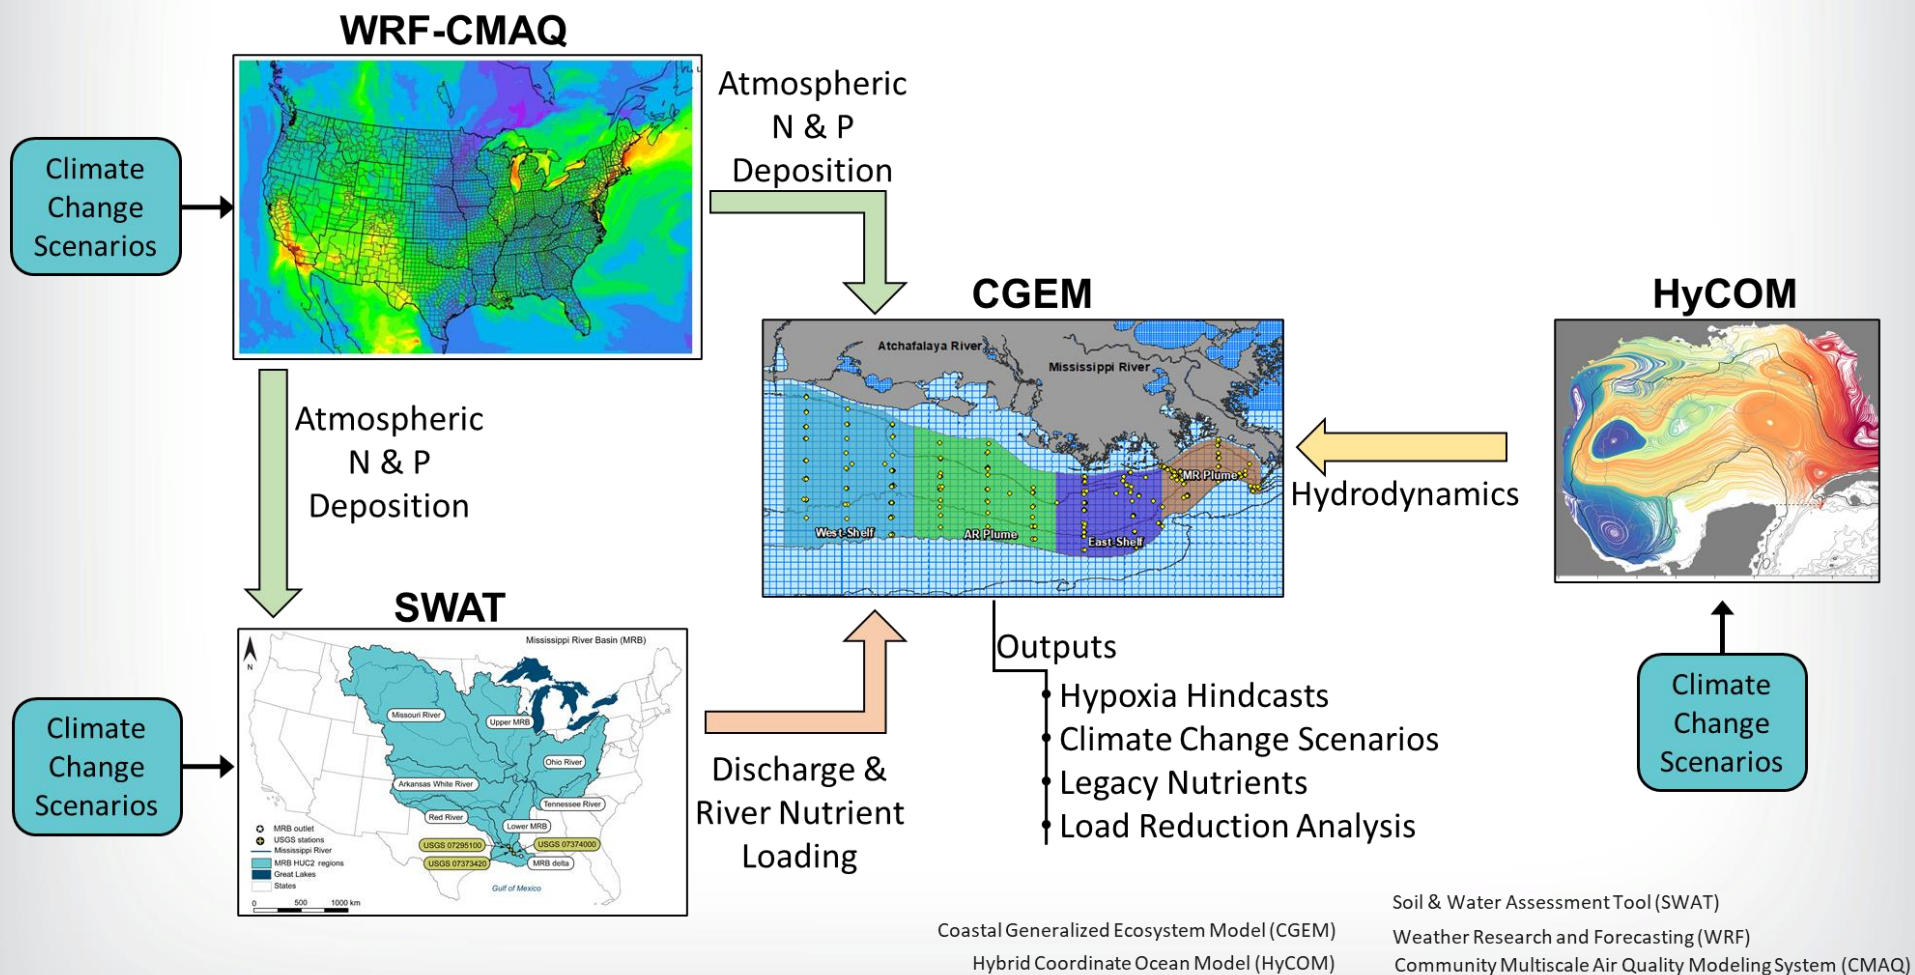 WRF-CMAQ
Climate
Change
Scenarios
Atmospheric
N & P
Deposition
CGEM
Atchafalaya River
Mississippi River
West-Shelf
AR Plume
East-Shelf
MR Plume
HyCOM
Hydrodynamics
Climate
Change
Scenarios
Atmospheric
N & P
Deposition
SWAT
Mississippi River Basin (MRB)
N
Missouri River
Upper MRB
Ohio River
Arkansas White River
Tennessee River
Red River
Lower MRB
USGS 07295100
USGS 07374000
USGS 07373420
MRB delta
Gulf of Mexico
MRB outlet
USGS stations
Mississippi River
MRB HUC2 regions
Great Lakes
States
0 500 1000 km
Climate
Change
Scenarios
Discharge &
River Nutrient
Loading
Outputs
Hypoxia Hindcasts
Climate Change Scenarios
Legacy Nutrients
Load Reduction Analysis
Coastal Generalized Ecosystem Model (CGEM)
Hybrid Coordinate Ocean Model (HyCOM)
Soil & Water Assessment Tool (SWAT)
Weather Research and Forecasting (WRF)
Community Multiscale Air Quality Modeling System (CMAQ)